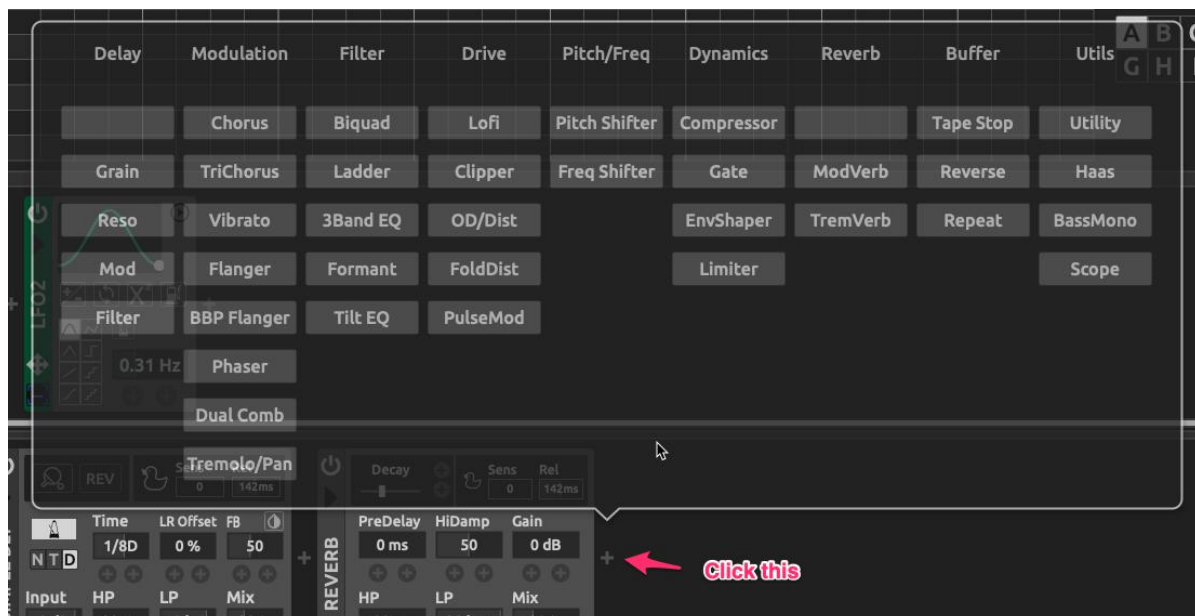 Delay Modulation Filter Drive Pitch/Freq Dynamics Reverb Buffer Utils
A B
G H
Chorus Biquad Lofi Pitch Shifter Compressor Tape Stop Utility
Grain TriChorus Ladder Clipper Freq Shifter Gate ModVerb Reverse Haas
Reso Vibrato 3Band EQ OD/Dist EnvShaper TremVerb Repeat BassMono
Mod Flanger Formant FoldDist Limiter Scope
Filter BBP Flanger Tilt EQ PulseMod
LFO2
0.31 Hz
Phaser
Dual Comb
Tremolo/Pan
REV Sens 0 142ms
Decay Sens Rel
0 142ms
Time LR Offset FB
1/8D 0 % 50
N T D
Input HP LP Mix
REVERB
PreDelay HiDamp Gain
0 ms 50 0 dB
HP LP Mix
Click this